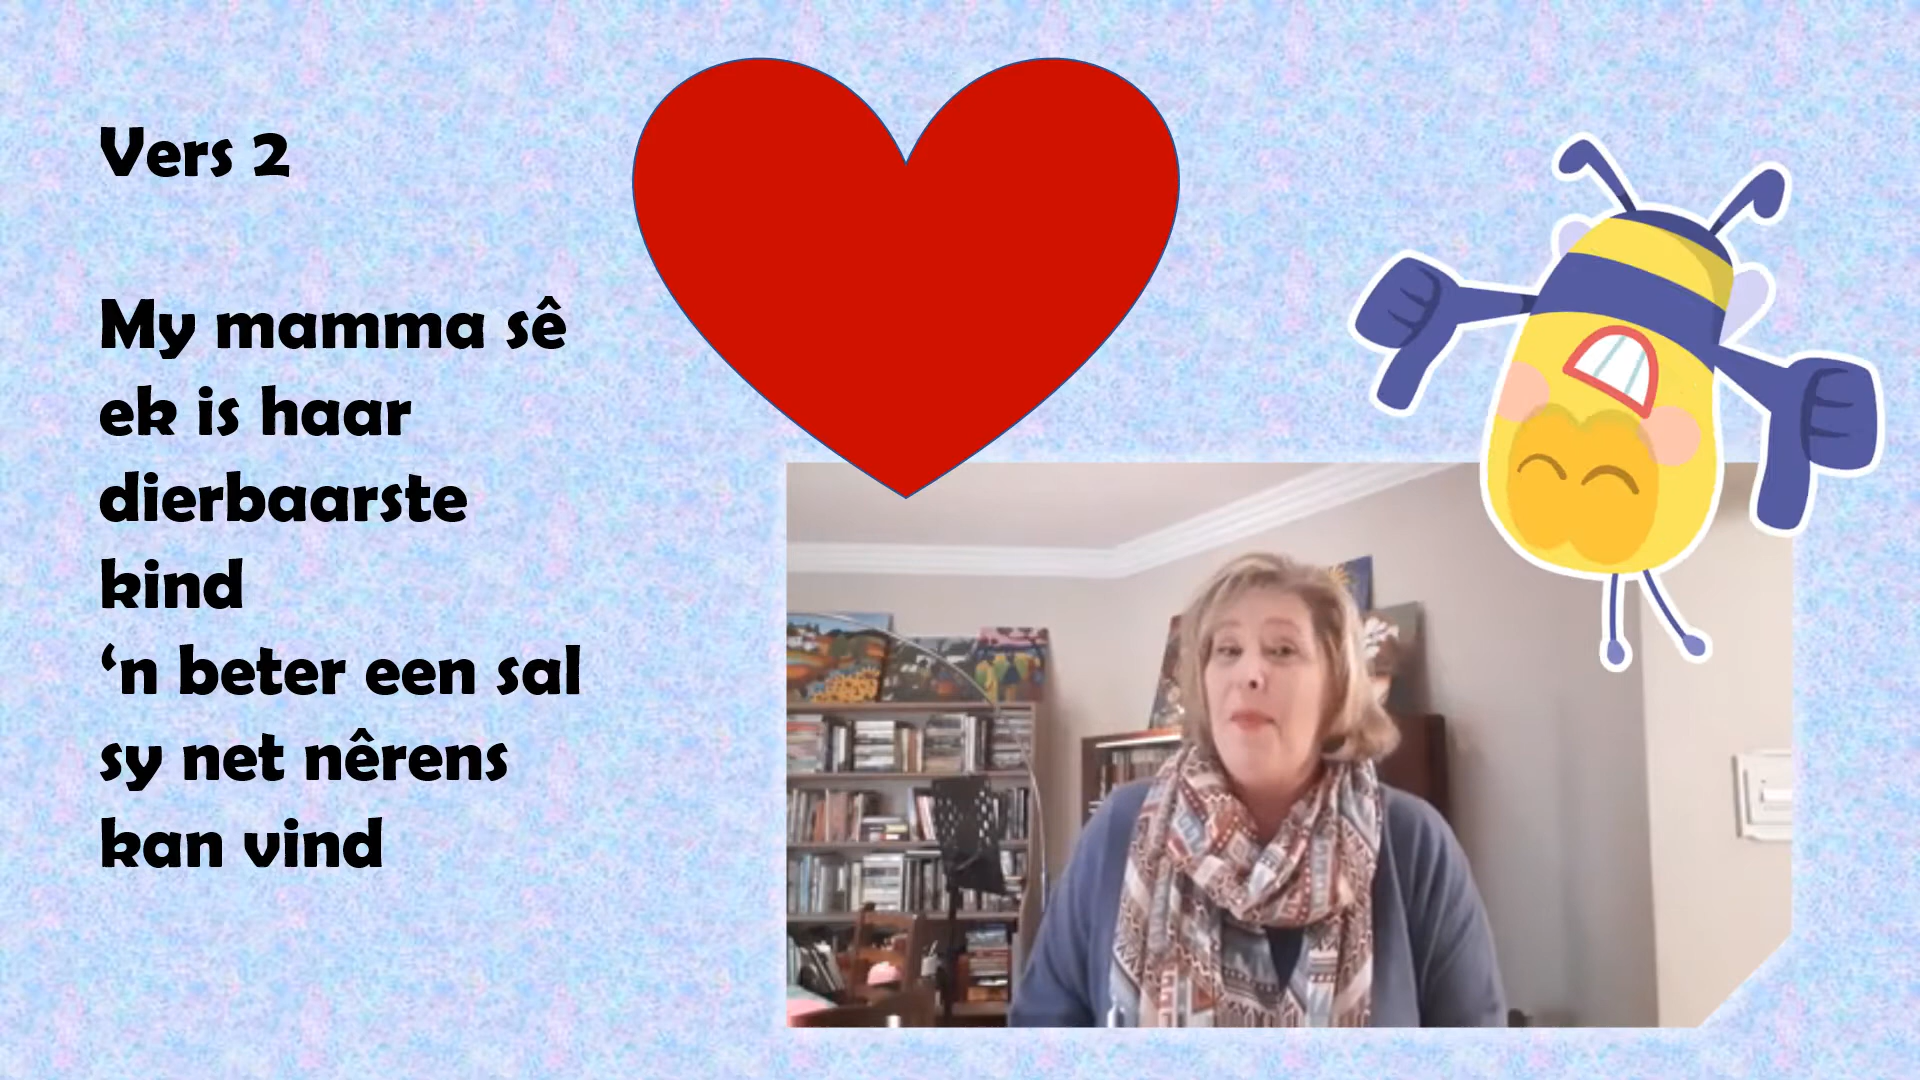 Vers 2
My mamma sê
ek is haar
dierbaarste
kind
‘n beter een sal
sy net nêrens
kan vind